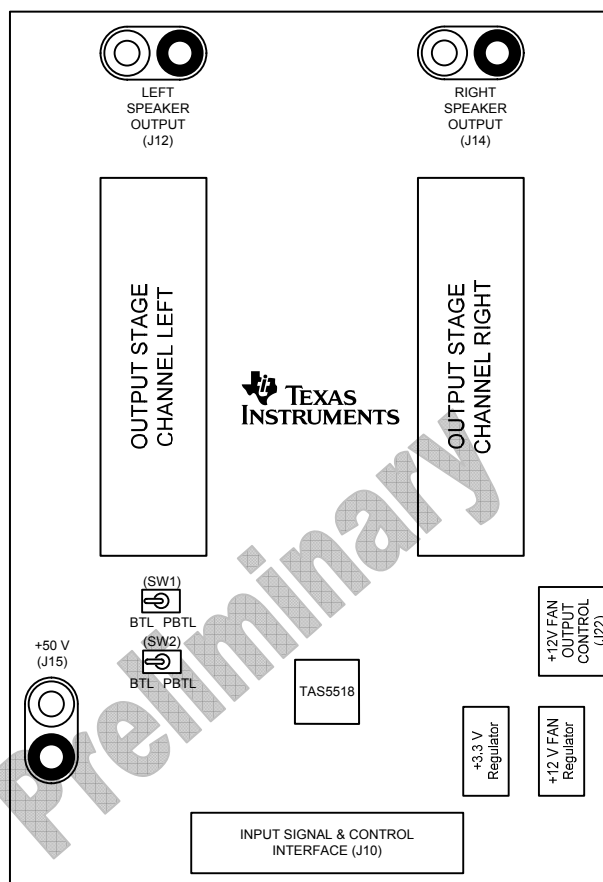 LEFT
SPEAKER
OUTPUT
(J12)
RIGHT
SPEAKER
OUTPUT
(J14)
OUTPUT STAGE
CHANNEL LEFT
OUTPUT STAGE
CHANNEL RIGHT
TEXAS
INSTRUMENTS
Preliminary
(SW1)
BTL PBTL
(SW2)
BTL PBTL
+50 V
(J15)
TAS5518
+12V FAN
OUTPUT
CONTROL
(J22)
+3.3 V
Regulator
+12 V FAN
Regulator
INPUT SIGNAL & CONTROL
INTERFACE (J10)